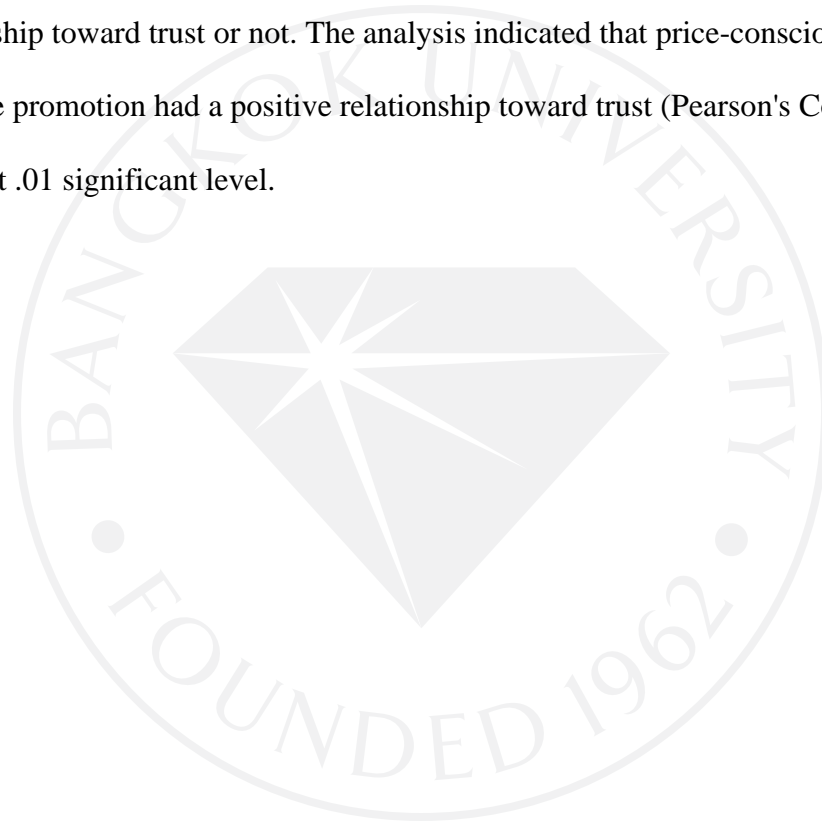 ship toward trust or not. The analysis indicated that price-conscio
e promotion had a positive relationship toward trust (Pearson's C
t .01 significant level.
BANGKOK UNIVERSITY
• FOUNDED 1962 •